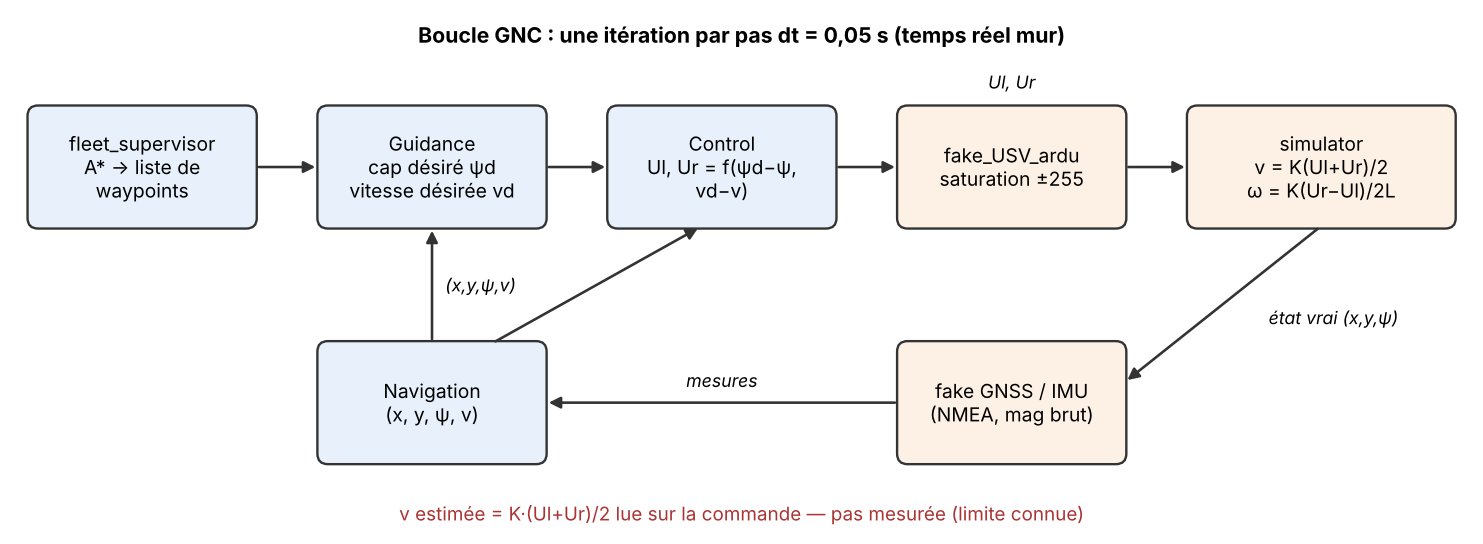 Boucle GNC : une itération par pas dt = 0,05 s (temps réel mur)
Ul, Ur
fleet_supervisor
A* → liste de
waypoints
Guidance
cap désiré ψd
vitesse désirée vd
Control
Ul, Ur = f(ψd−ψ,
vd−v)
fake_USV_ardu
saturation ±255
simulator
v = K(Ul+Ur)/2
ω = K(Ur−Ul)/2L
(x,y,ψ,v)
état vrai (x,y,ψ)
Navigation
(x, y, ψ, v)
mesures
fake GNSS / IMU
(NMEA, mag brut)
v estimée = K·(Ul+Ur)/2 lue sur la commande — pas mesurée (limite connue)